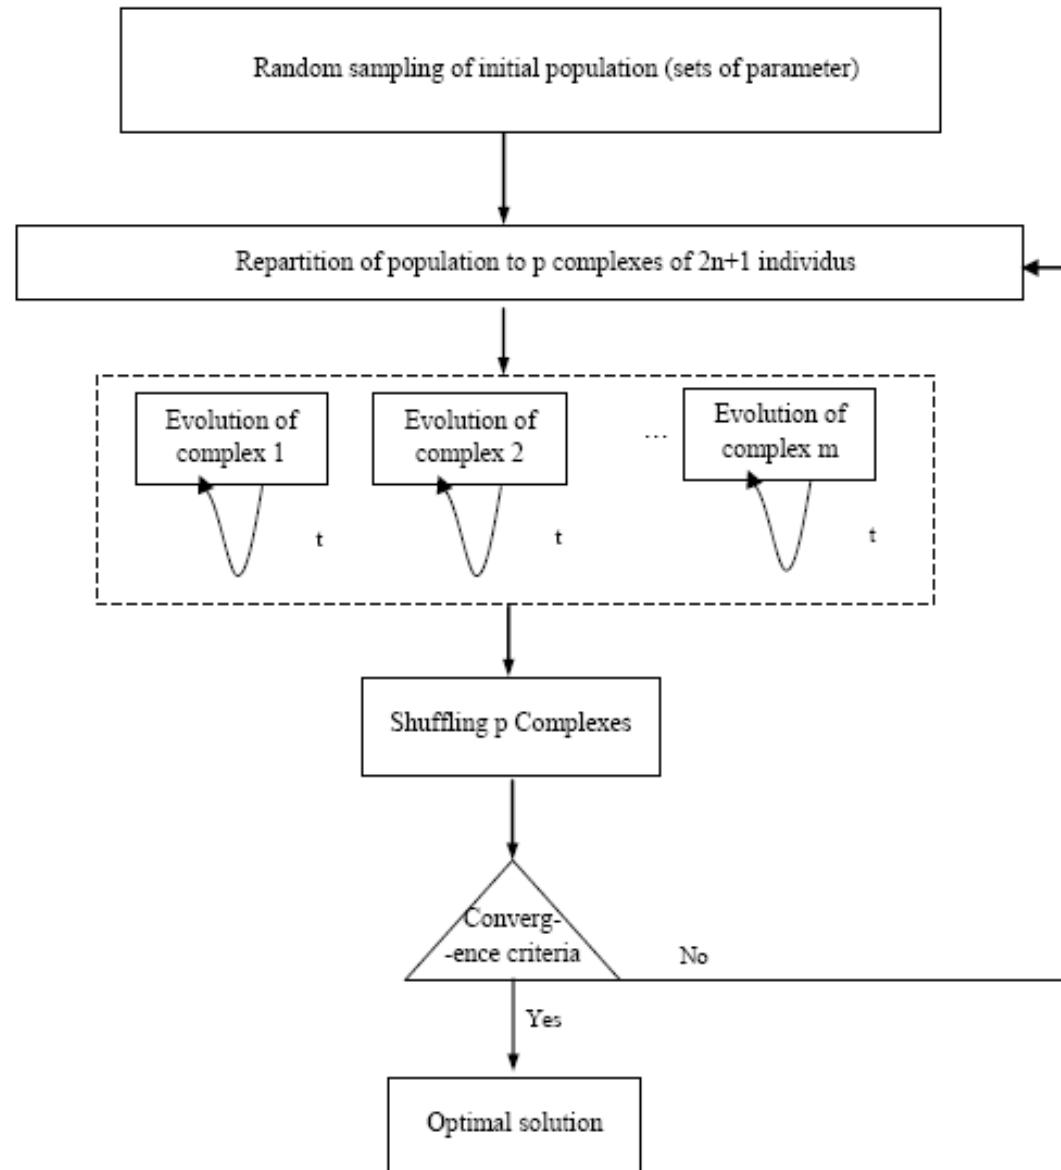 Random sampling of initial population (sets of parameter)
Repartition of population to p complexes of 2n+1 individus
Evolution of
complex 1
Evolution of
complex 2
...
Evolution of
complex m
t
t
t
Shuffling p Complexes
Converg-
-ence criteria
No
Yes
Optimal solution